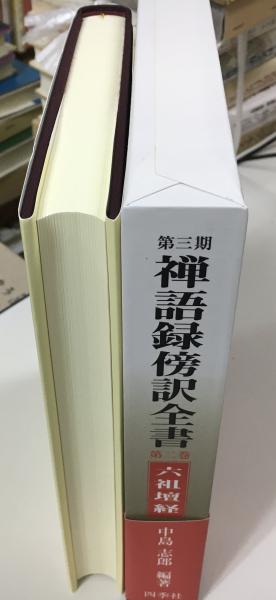 第三期
禅語録傍訳全書
第二巻
六祖壇経
中島志郎 編著
四季社